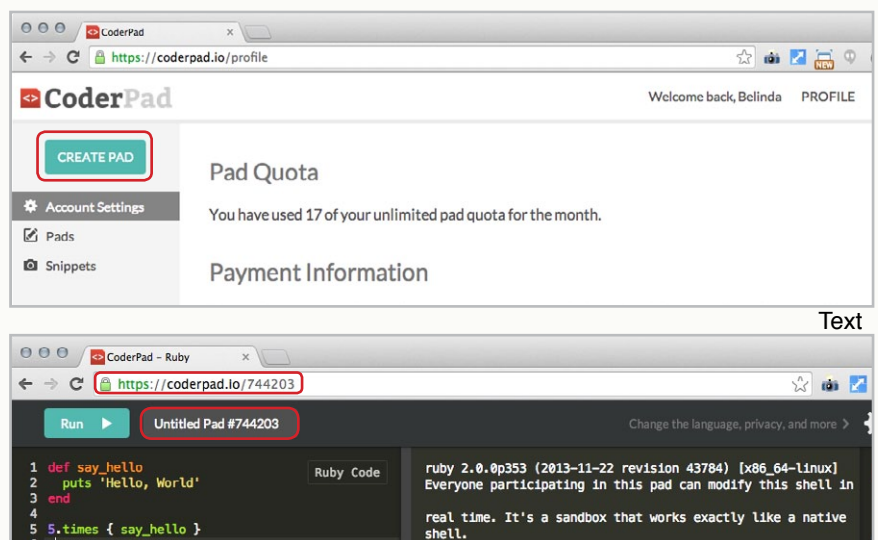 CoderPad
https://coderpad.io/profile
NEW
CoderPad
Welcome back, Belinda PROFILE
CREATE PAD
Account Settings
Pads
Snippets
Pad Quota
You have used 17 of your unlimited pad quota for the month.
Payment Information
Text
CoderPad - Ruby
https://coderpad.io/744203
Run
Untitled Pad #744203
Change the language, privacy, and more >
1 def say_hello
2 puts 'Hello, World'
3 end
4
5 5.times { say_hello }
Ruby Code
ruby 2.0.0p353 (2013-11-22 revision 43784) [x86_64-linux]
Everyone participating in this pad can modify this shell in
real time. It's a sandbox that works exactly like a native
shell.